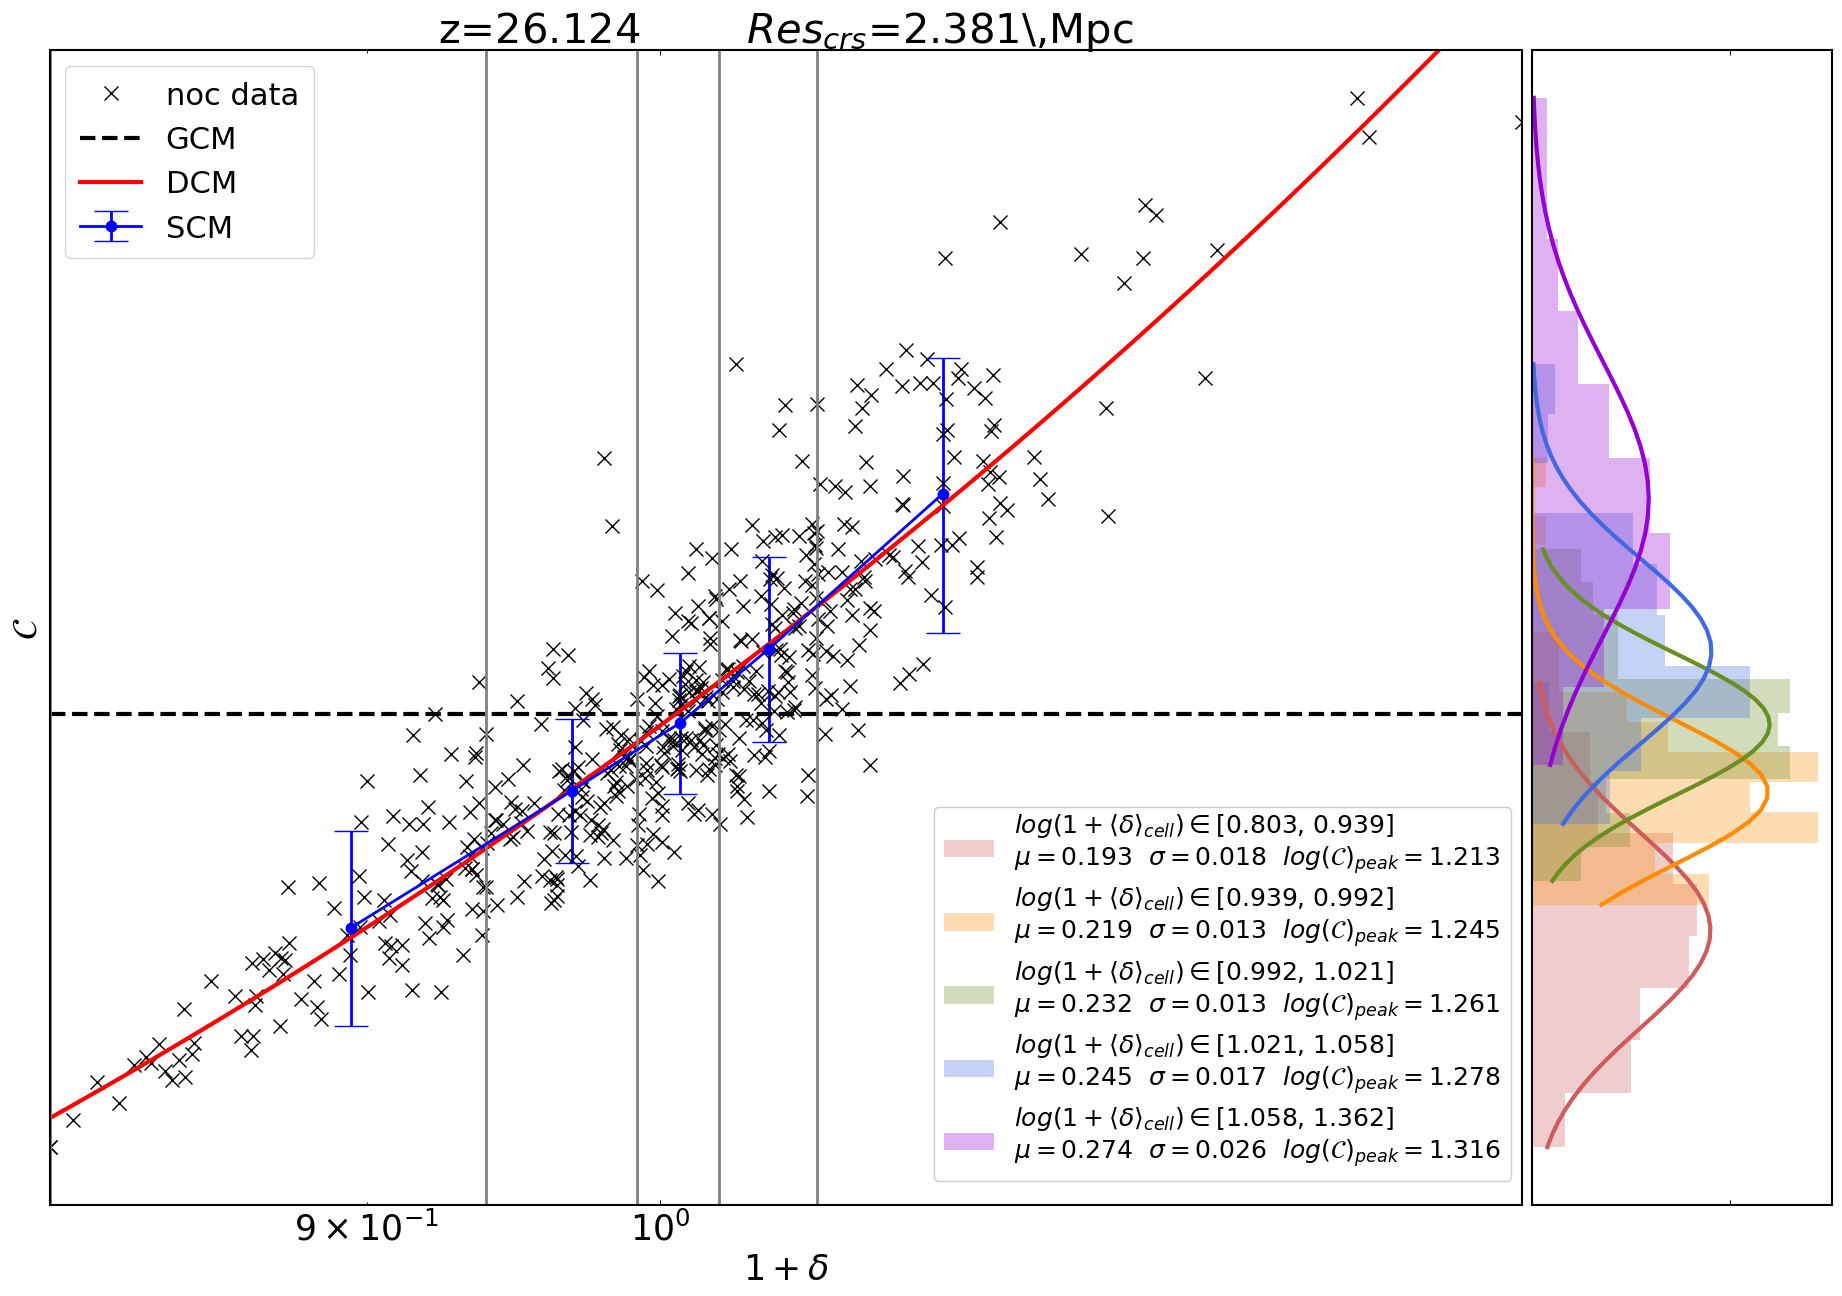 z=26.124 Res_crs=2.381\,Mpc
noc data
GCM
DCM
SCM
𝒞
log(1 + ⟨δ⟩_cell) ∈ [0.803, 0.939]
μ = 0.193 σ = 0.018 log(𝒞)_peak = 1.213
log(1 + ⟨δ⟩_cell) ∈ [0.939, 0.992]
μ = 0.219 σ = 0.013 log(𝒞)_peak = 1.245
log(1 + ⟨δ⟩_cell) ∈ [0.992, 1.021]
μ = 0.232 σ = 0.013 log(𝒞)_peak = 1.261
log(1 + ⟨δ⟩_cell) ∈ [1.021, 1.058]
μ = 0.245 σ = 0.017 log(𝒞)_peak = 1.278
log(1 + ⟨δ⟩_cell) ∈ [1.058, 1.362]
μ = 0.274 σ = 0.026 log(𝒞)_peak = 1.316
9 × 10⁻¹ 10⁰
1 + δ